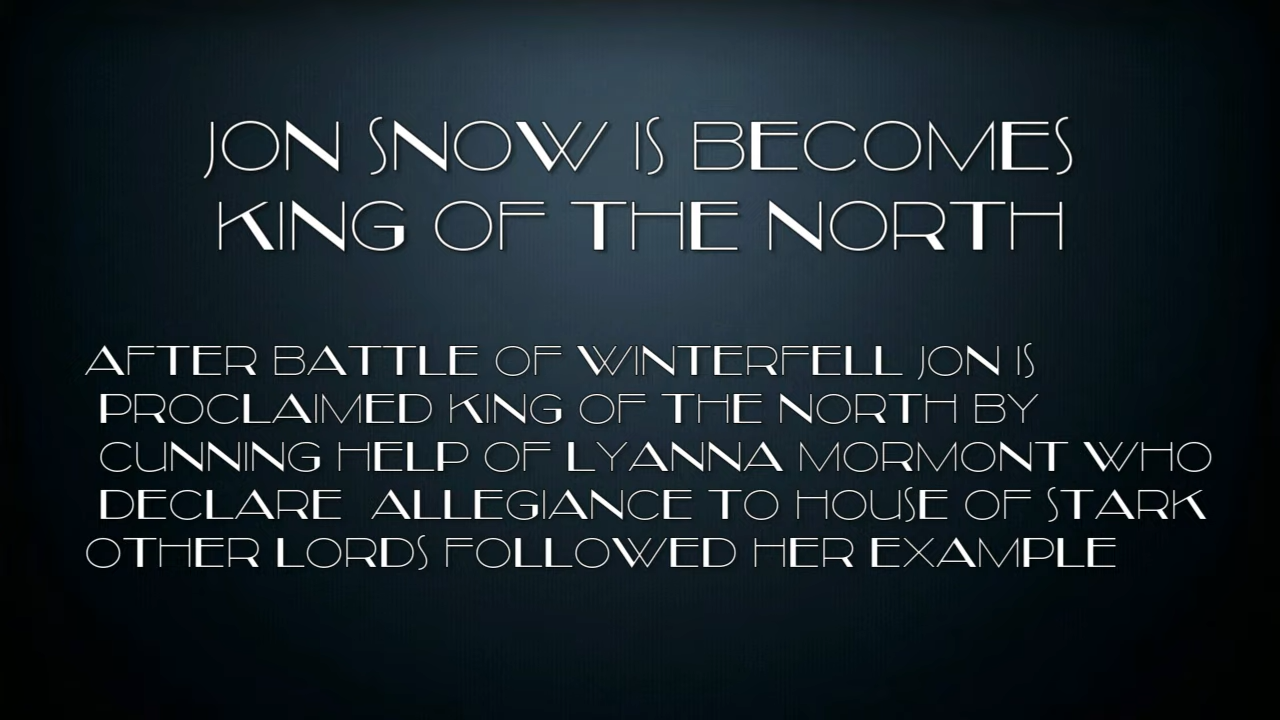 JON SNOW IS BECOMES
KING OF THE NORTH
AFTER BATTLE OF WINTERFELL JON IS
PROCLAIMED KING OF THE NORTH BY
CUNNING HELP OF LYANNA MORMONT WHO
DECLARE ALLEGIANCE TO HOUSE OF STARK
OTHER LORDS FOLLOWED HER EXAMPLE